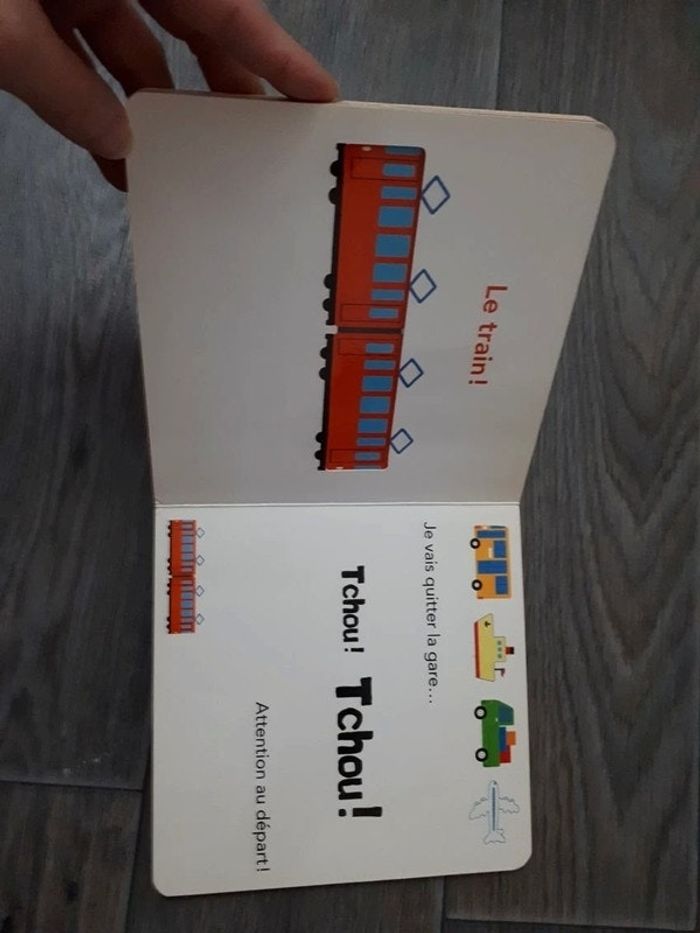 Le train !
Je vais quitter la gare...
Tchou ! Tchou !
Attention au départ !